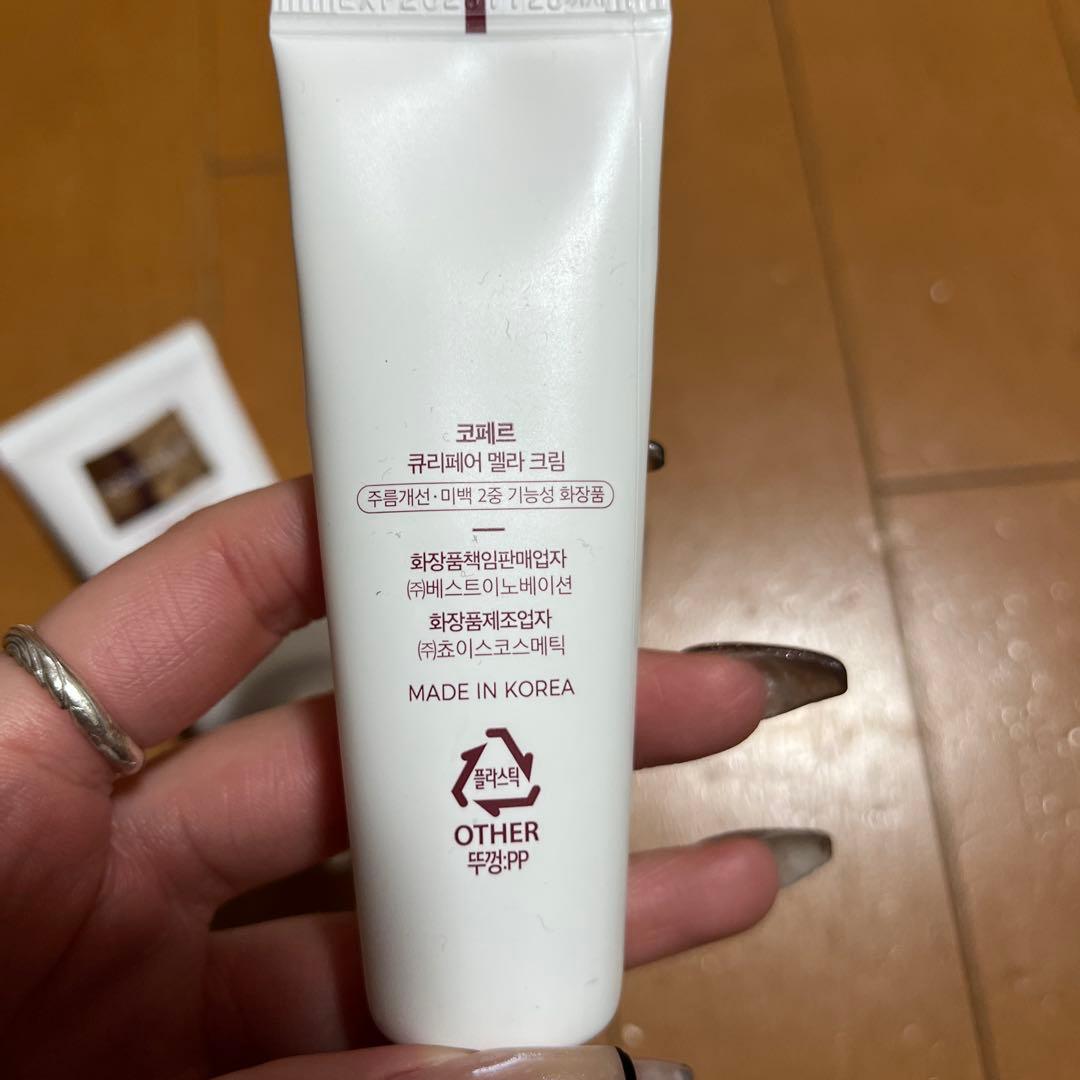 코페르
큐리페어 멜라 크림
주름개선·미백 2중 기능성 화장품
화장품책임판매업자
㈜베스트이노베이션
화장품제조업자
㈜쵸이스코스메틱
MADE IN KOREA
플라스틱
OTHER
뚜껑:PP